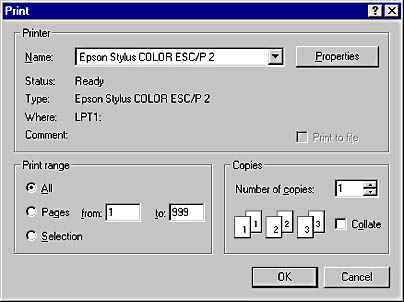 Print
Printer
Name: Epson Stylus COLOR ESC/P 2 Properties
Status: Ready
Type: Epson Stylus COLOR ESC/P 2
Where: LPT1:
Comment: Print to file
Print range
All
Pages from: 1 to: 999
Selection
Copies
Number of copies: 1
1 1 2 2 3 3 Collate
OK Cancel